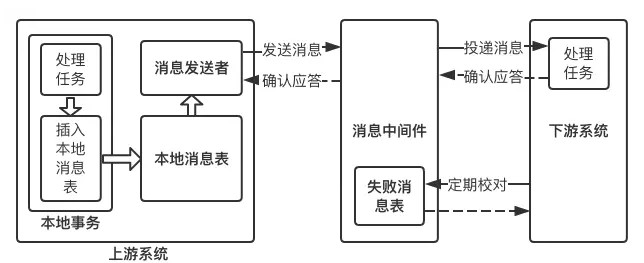 处理
任务
插入
本地
消息
表
本地事务
消息发送者
本地消息表
上游系统
发送消息
确认应答
消息中间件
失败消
息表
投递消息
确认应答
定期校对
处理
任务
下游系统